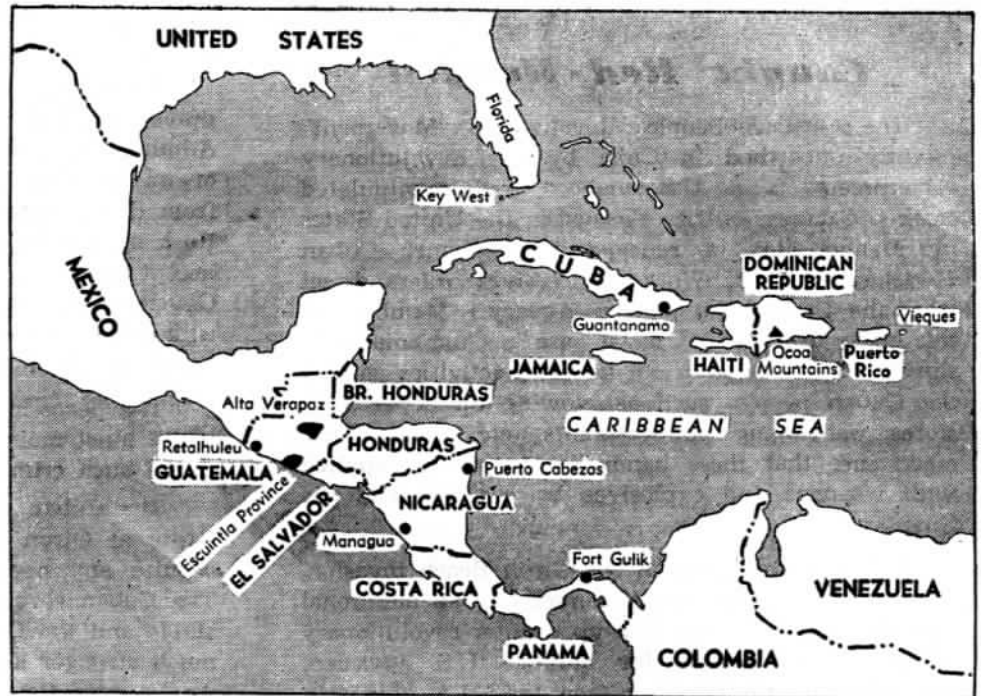 UNITED STATES
Florida
Key West
MEXICO
CUBA
Guantanamo
DOMINICAN
REPUBLIC
Vieques
JAMAICA
HAITI
Ocoa
Mountains
Puerto
Rico
BR. HONDURAS
Alta Verapaz
CARIBBEAN SEA
HONDURAS
Retalhuleu
GUATEMALA
Puerto Cabezas
NICARAGUA
Escuintla Province
EL SALVADOR
Managua
Fort Gulik
COSTA RICA
VENEZUELA
PANAMA
COLOMBIA